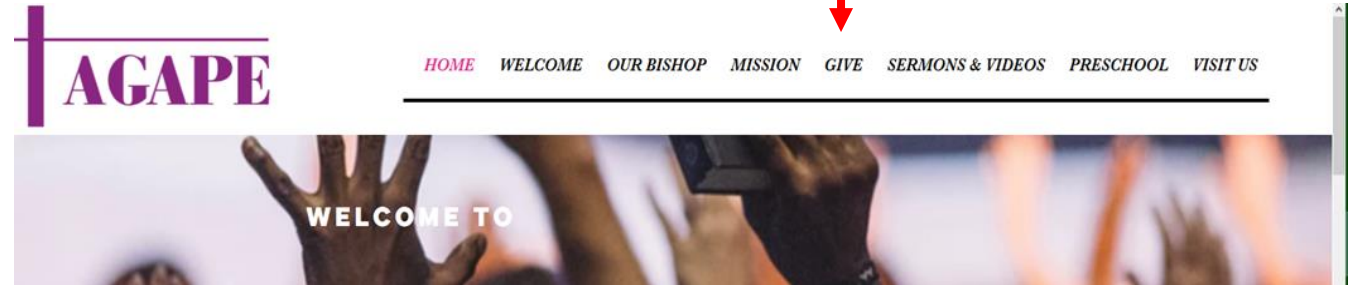 AGAPE
HOME WELCOME OUR BISHOP MISSION GIVE SERMONS & VIDEOS PRESCHOOL VISIT US
WELCOME TO